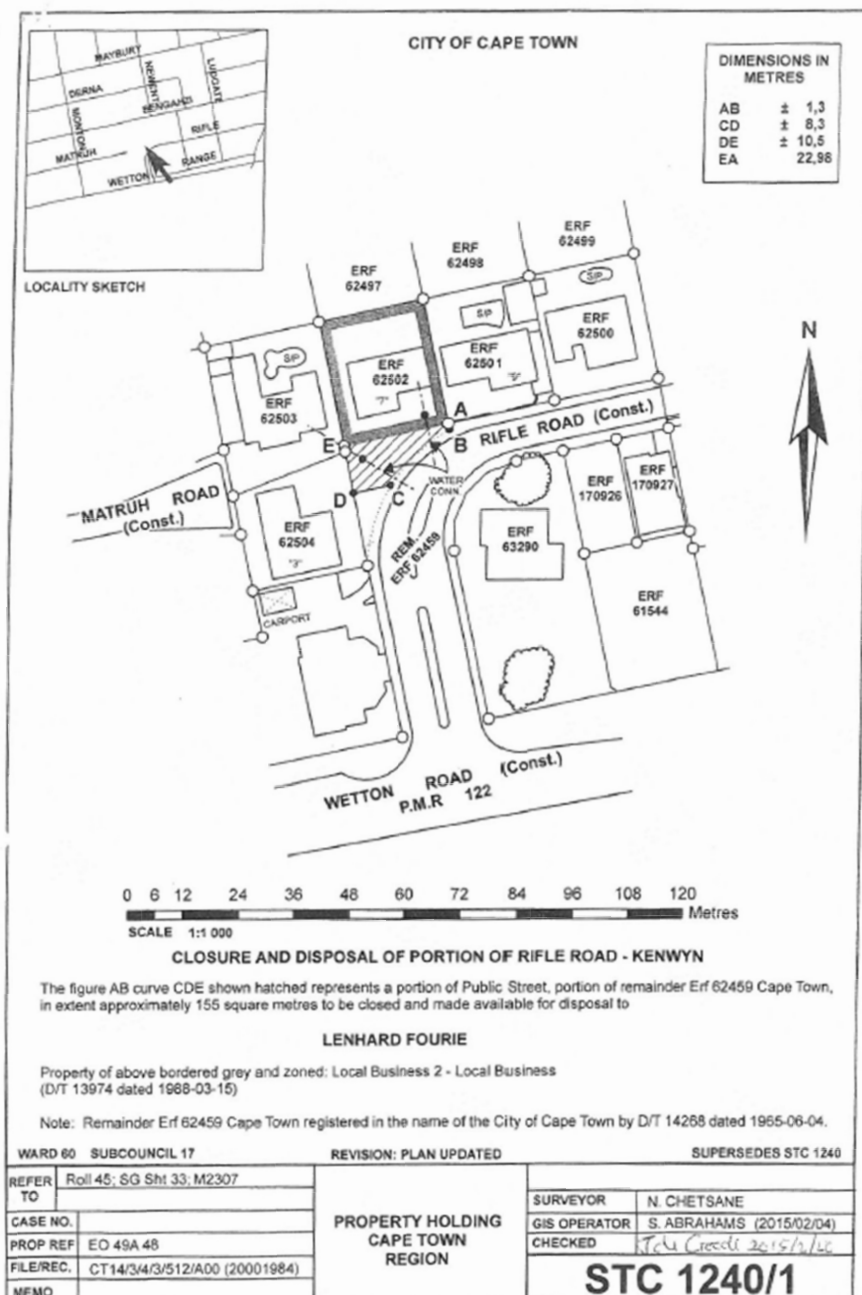 CITY OF CAPE TOWN
MAYBURY
NEWENT
LUDGATE
DERNA
BENGAHZI
MONTON
RIFLE
MATRUH
RANGE
WETTON
LOCALITY SKETCH
DIMENSIONS IN
METRES
AB ± 1,3
CD ± 8,3
DE ± 10,5
EA 22,98
ERF
62497
ERF
62498
ERF
62499
S/P
S/P
S/P
ERF
62503
ERF
62502
"7"
ERF
62501
"5"
ERF
62500
N
A
B
E
D
C
RIFLE ROAD (Const.)
WATER
CONN.
MATRUH ROAD
(Const.)
ERF
62504
"3"
REM.
ERF 62459
ERF
63290
ERF
170926
ERF
170927
ERF
61544
CARPORT
WETTON ROAD (Const.)
P.M.R 122
0 6 12 24 36 48 60 72 84 96 108 120
Metres
SCALE 1:1 000
CLOSURE AND DISPOSAL OF PORTION OF RIFLE ROAD - KENWYN
The figure AB curve CDE shown hatched represents a portion of Public Street, portion of remainder Erf 62459 Cape Town,
in extent approximately 155 square metres to be closed and made available for disposal to
LENHARD FOURIE
Property of above bordered grey and zoned: Local Business 2 - Local Business
(D/T 13974 dated 1988-03-15)
Note: Remainder Erf 62459 Cape Town registered in the name of the City of Cape Town by D/T 14268 dated 1965-06-04.
WARD 60 SUBCOUNCIL 17 REVISION: PLAN UPDATED SUPERSEDES STC 1240
REFER
TO
Roll 45; SG Sht 33; M2307
CASE NO.
PROP REF EO 49A 48
FILE/REC. CT14/3/4/3/512/A00 (20001984)
MEMO
PROPERTY HOLDING
CAPE TOWN
REGION
SURVEYOR N. CHETSANE
GIS OPERATOR S. ABRAHAMS (2015/02/04)
CHECKED
STC 1240/1